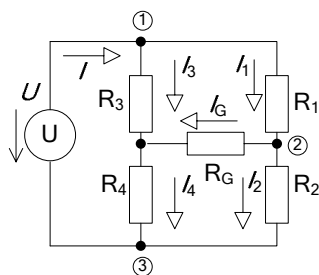 ①
U I I3 I1
R3 IG R1
U ②
R4 I4 RG I2 R2
③